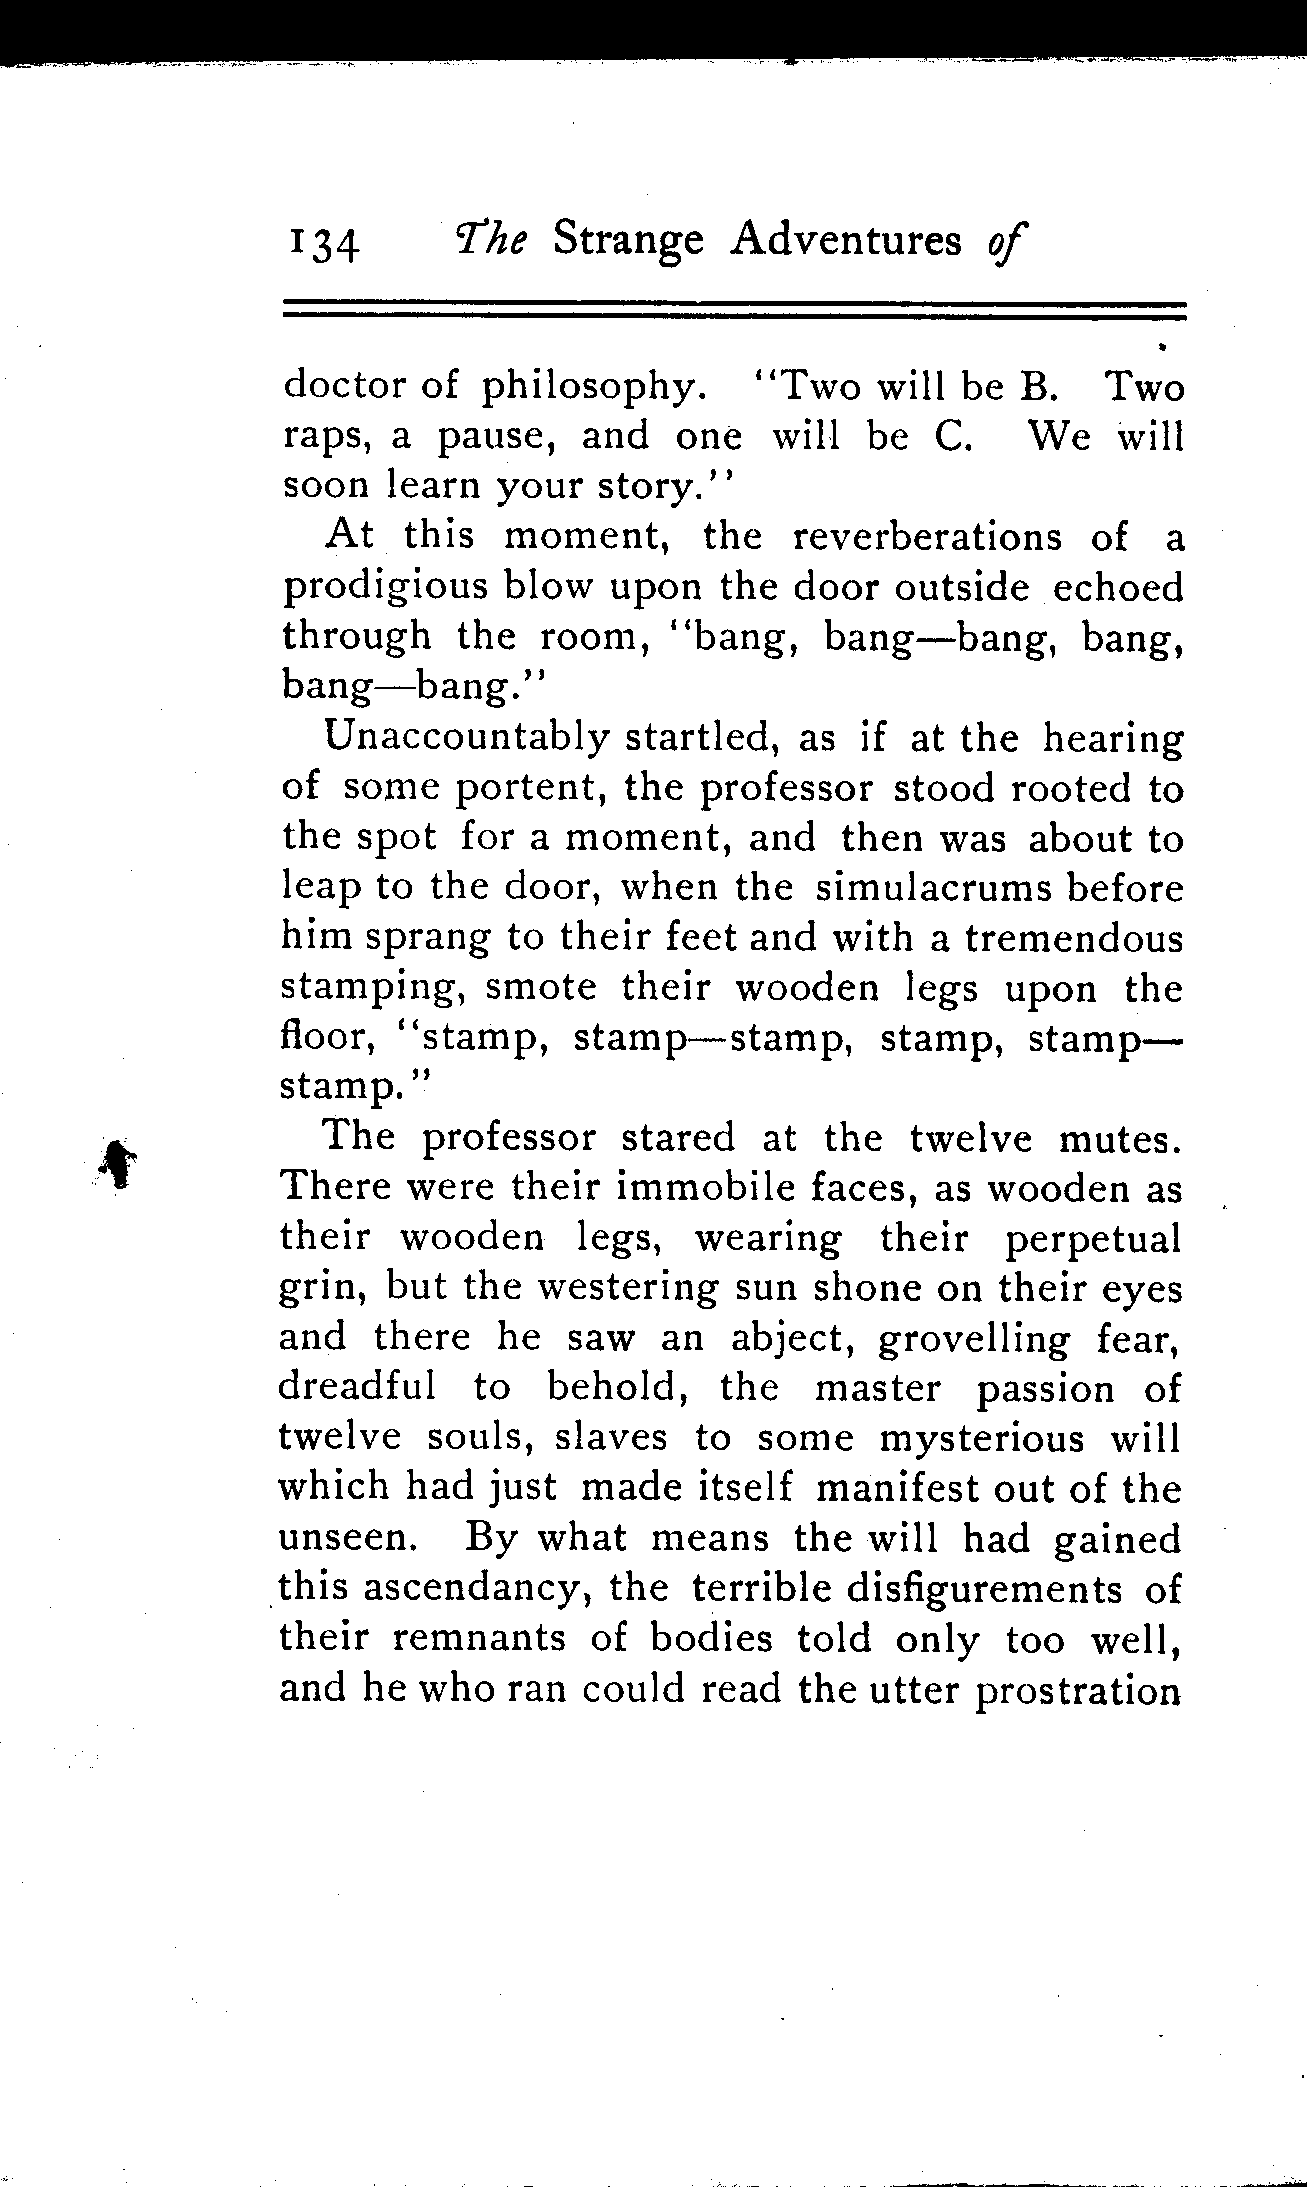 134 The Strange Adventures of
doctor of philosophy. "Two will be B. Two
raps, a pause, and one will be C. We will
soon learn your story."
At this moment, the reverberations of a
prodigious blow upon the door outside echoed
through the room, "bang, bang—bang, bang,
bang—bang."
Unaccountably startled, as if at the hearing
of some portent, the professor stood rooted to
the spot for a moment, and then was about to
leap to the door, when the simulacrums before
him sprang to their feet and with a tremendous
stamping, smote their wooden legs upon the
floor, "stamp, stamp—stamp, stamp, stamp—
stamp."
The professor stared at the twelve mutes.
There were their immobile faces, as wooden as
their wooden legs, wearing their perpetual
grin, but the westering sun shone on their eyes
and there he saw an abject, grovelling fear,
dreadful to behold, the master passion of
twelve souls, slaves to some mysterious will
which had just made itself manifest out of the
unseen. By what means the will had gained
this ascendancy, the terrible disfigurements of
their remnants of bodies told only too well,
and he who ran could read the utter prostration